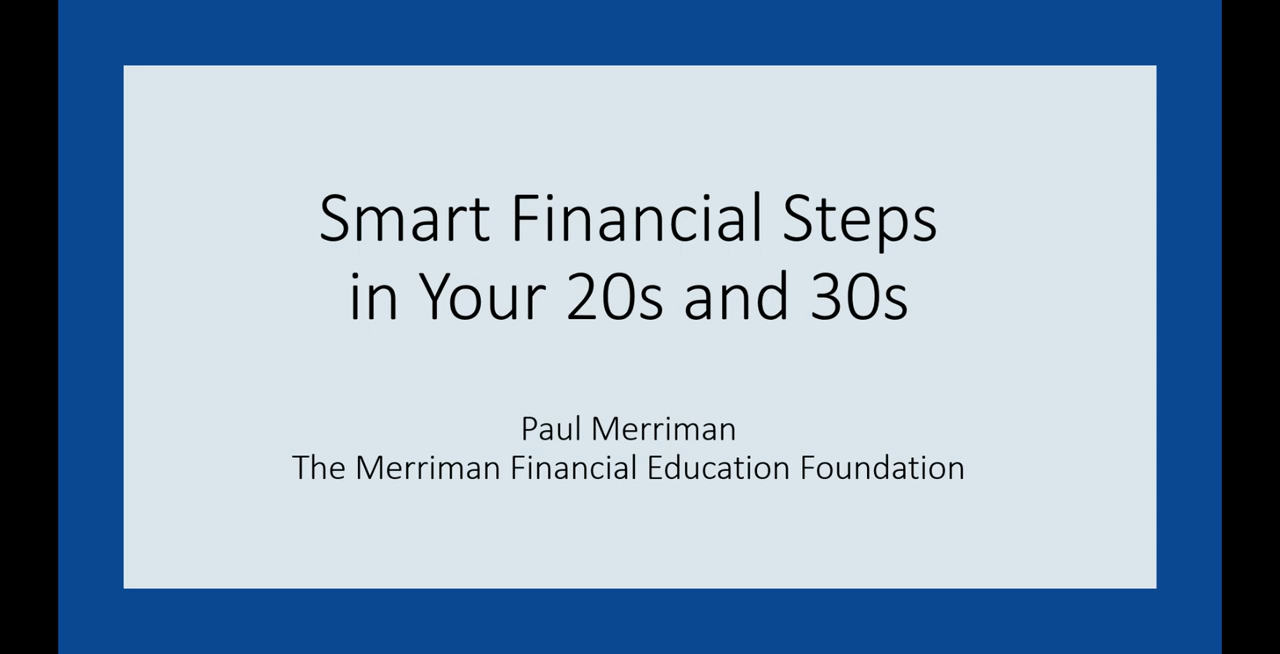 Smart Financial Steps
in Your 20s and 30s
Paul Merriman
The Merriman Financial Education Foundation